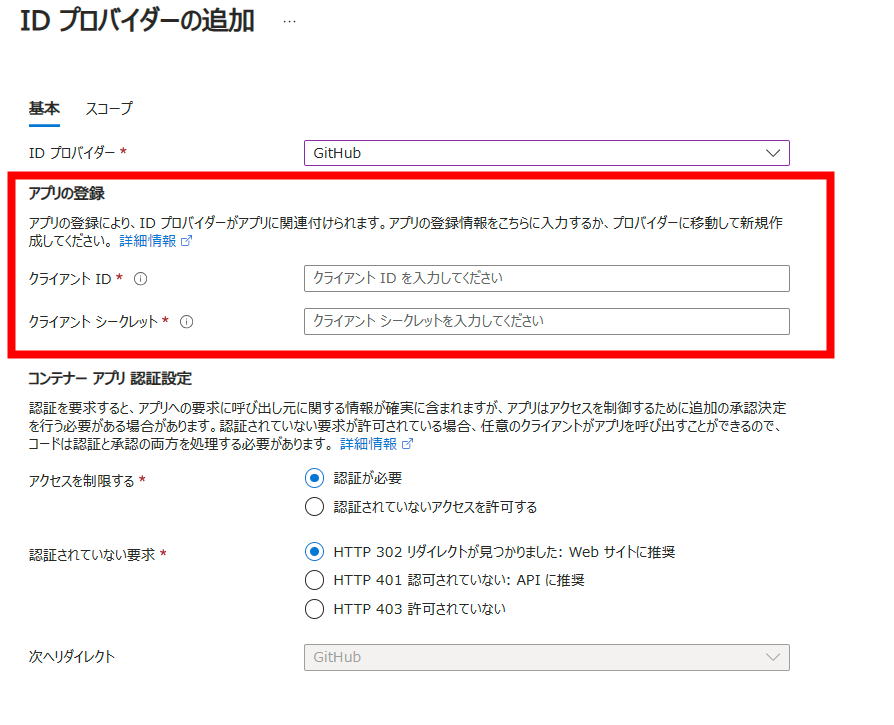 ID プロバイダーの追加 …
基本 スコープ
ID プロバイダー * GitHub
アプリの登録
アプリの登録により、ID プロバイダーがアプリに関連付けられます。アプリの登録情報をこちらに入力するか、プロバイダーに移動して新規作
成してください。 詳細情報
クライアント ID * クライアント ID を入力してください
クライアント シークレット * クライアント シークレットを入力してください
コンテナー アプリ 認証設定
認証を要求すると、アプリへの要求に呼び出し元に関する情報が確実に含まれますが、アプリはアクセスを制御するために追加の承認決定
を行う必要がある場合があります。認証されていない要求が許可されている場合、任意のクライアントがアプリを呼び出すことができるので、
コードは認証と承認の両方を処理する必要があります。 詳細情報
アクセスを制限する * 認証が必要
認証されていないアクセスを許可する
認証されていない要求 * HTTP 302 リダイレクトが見つかりました: Web サイトに推奨
HTTP 401 認可されていない: API に推奨
HTTP 403 許可されていない
次へリダイレクト GitHub